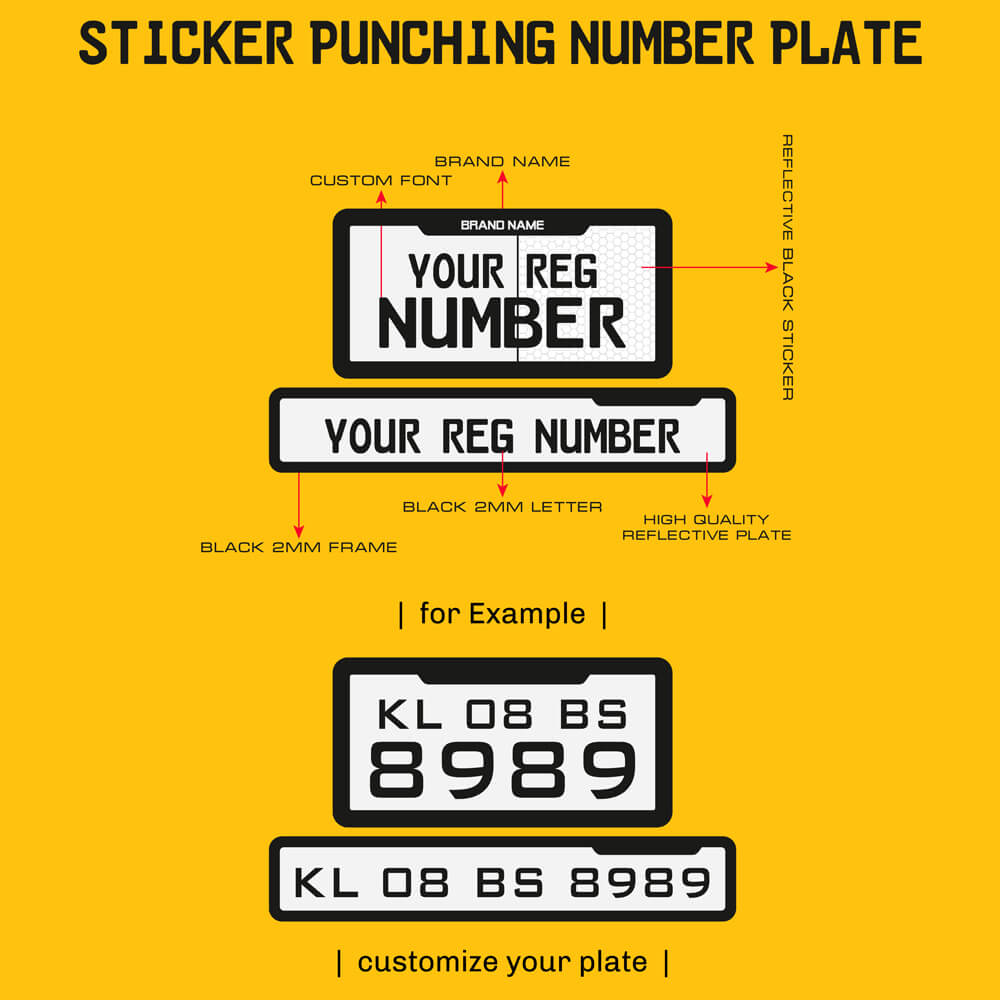 STICKER PUNCHING NUMBER PLATE
BRAND NAME
CUSTOM FONT
REFLECTIVE BLACK STICKER
BRAND NAME
YOUR REG
NUMBER
YOUR REG NUMBER
BLACK 2MM LETTER
HIGH QUALITY
REFLECTIVE PLATE
BLACK 2MM FRAME
| for Example |
KL 08 BS
8989
KL 08 BS 8989
| customize your plate |